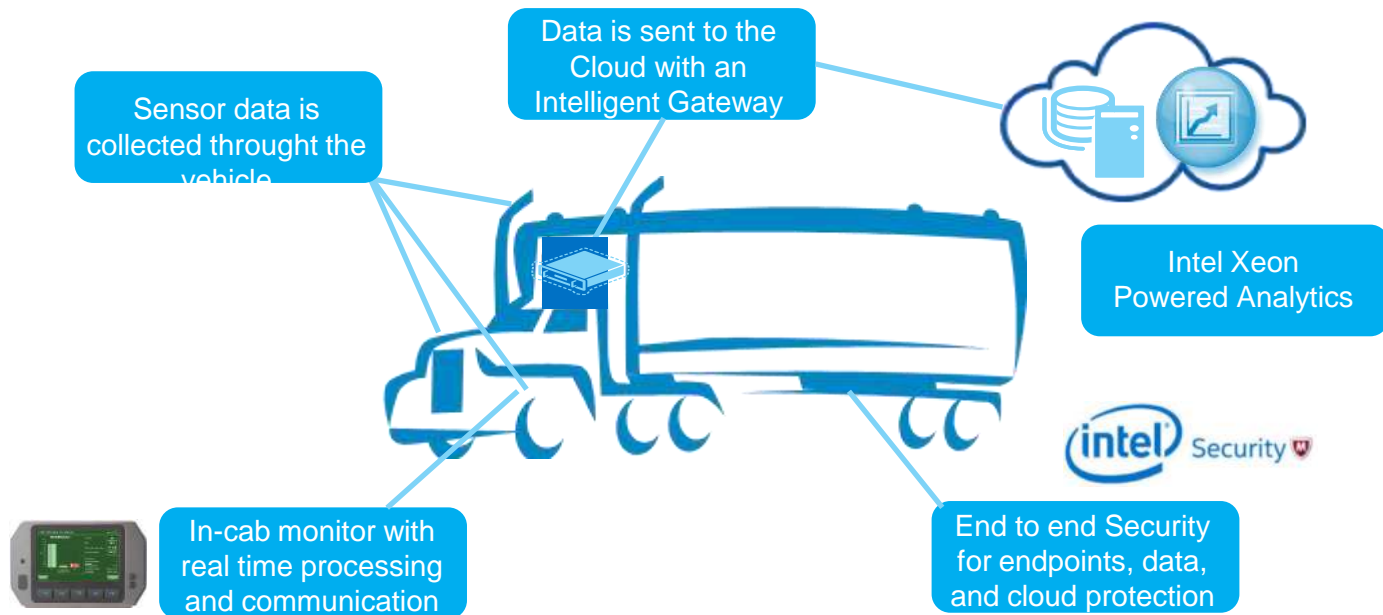 Data is sent to the
Cloud with an
Intelligent Gateway
Sensor data is
collected throught the
vehicle
Intel Xeon
Powered Analytics
intel Security
In-cab monitor with
real time processing
and communication
End to end Security
for endpoints, data,
and cloud protection